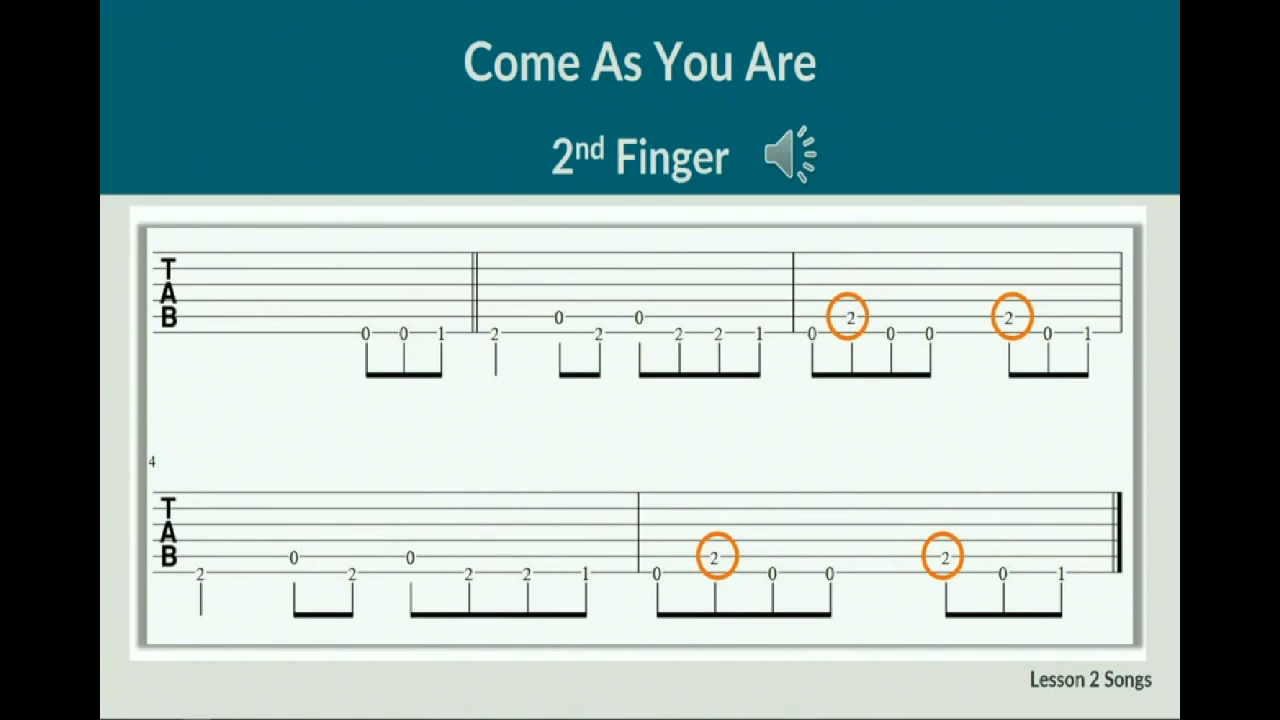 Come As You Are
2nd Finger
T
A
B
0 0 2
0 0 1 2 2 2 2 1 0 2 0 0 2 0 1
4
T
A
B
0 0 2 2
2 2 2 2 1 0 0 0 0 1
Lesson 2 Songs